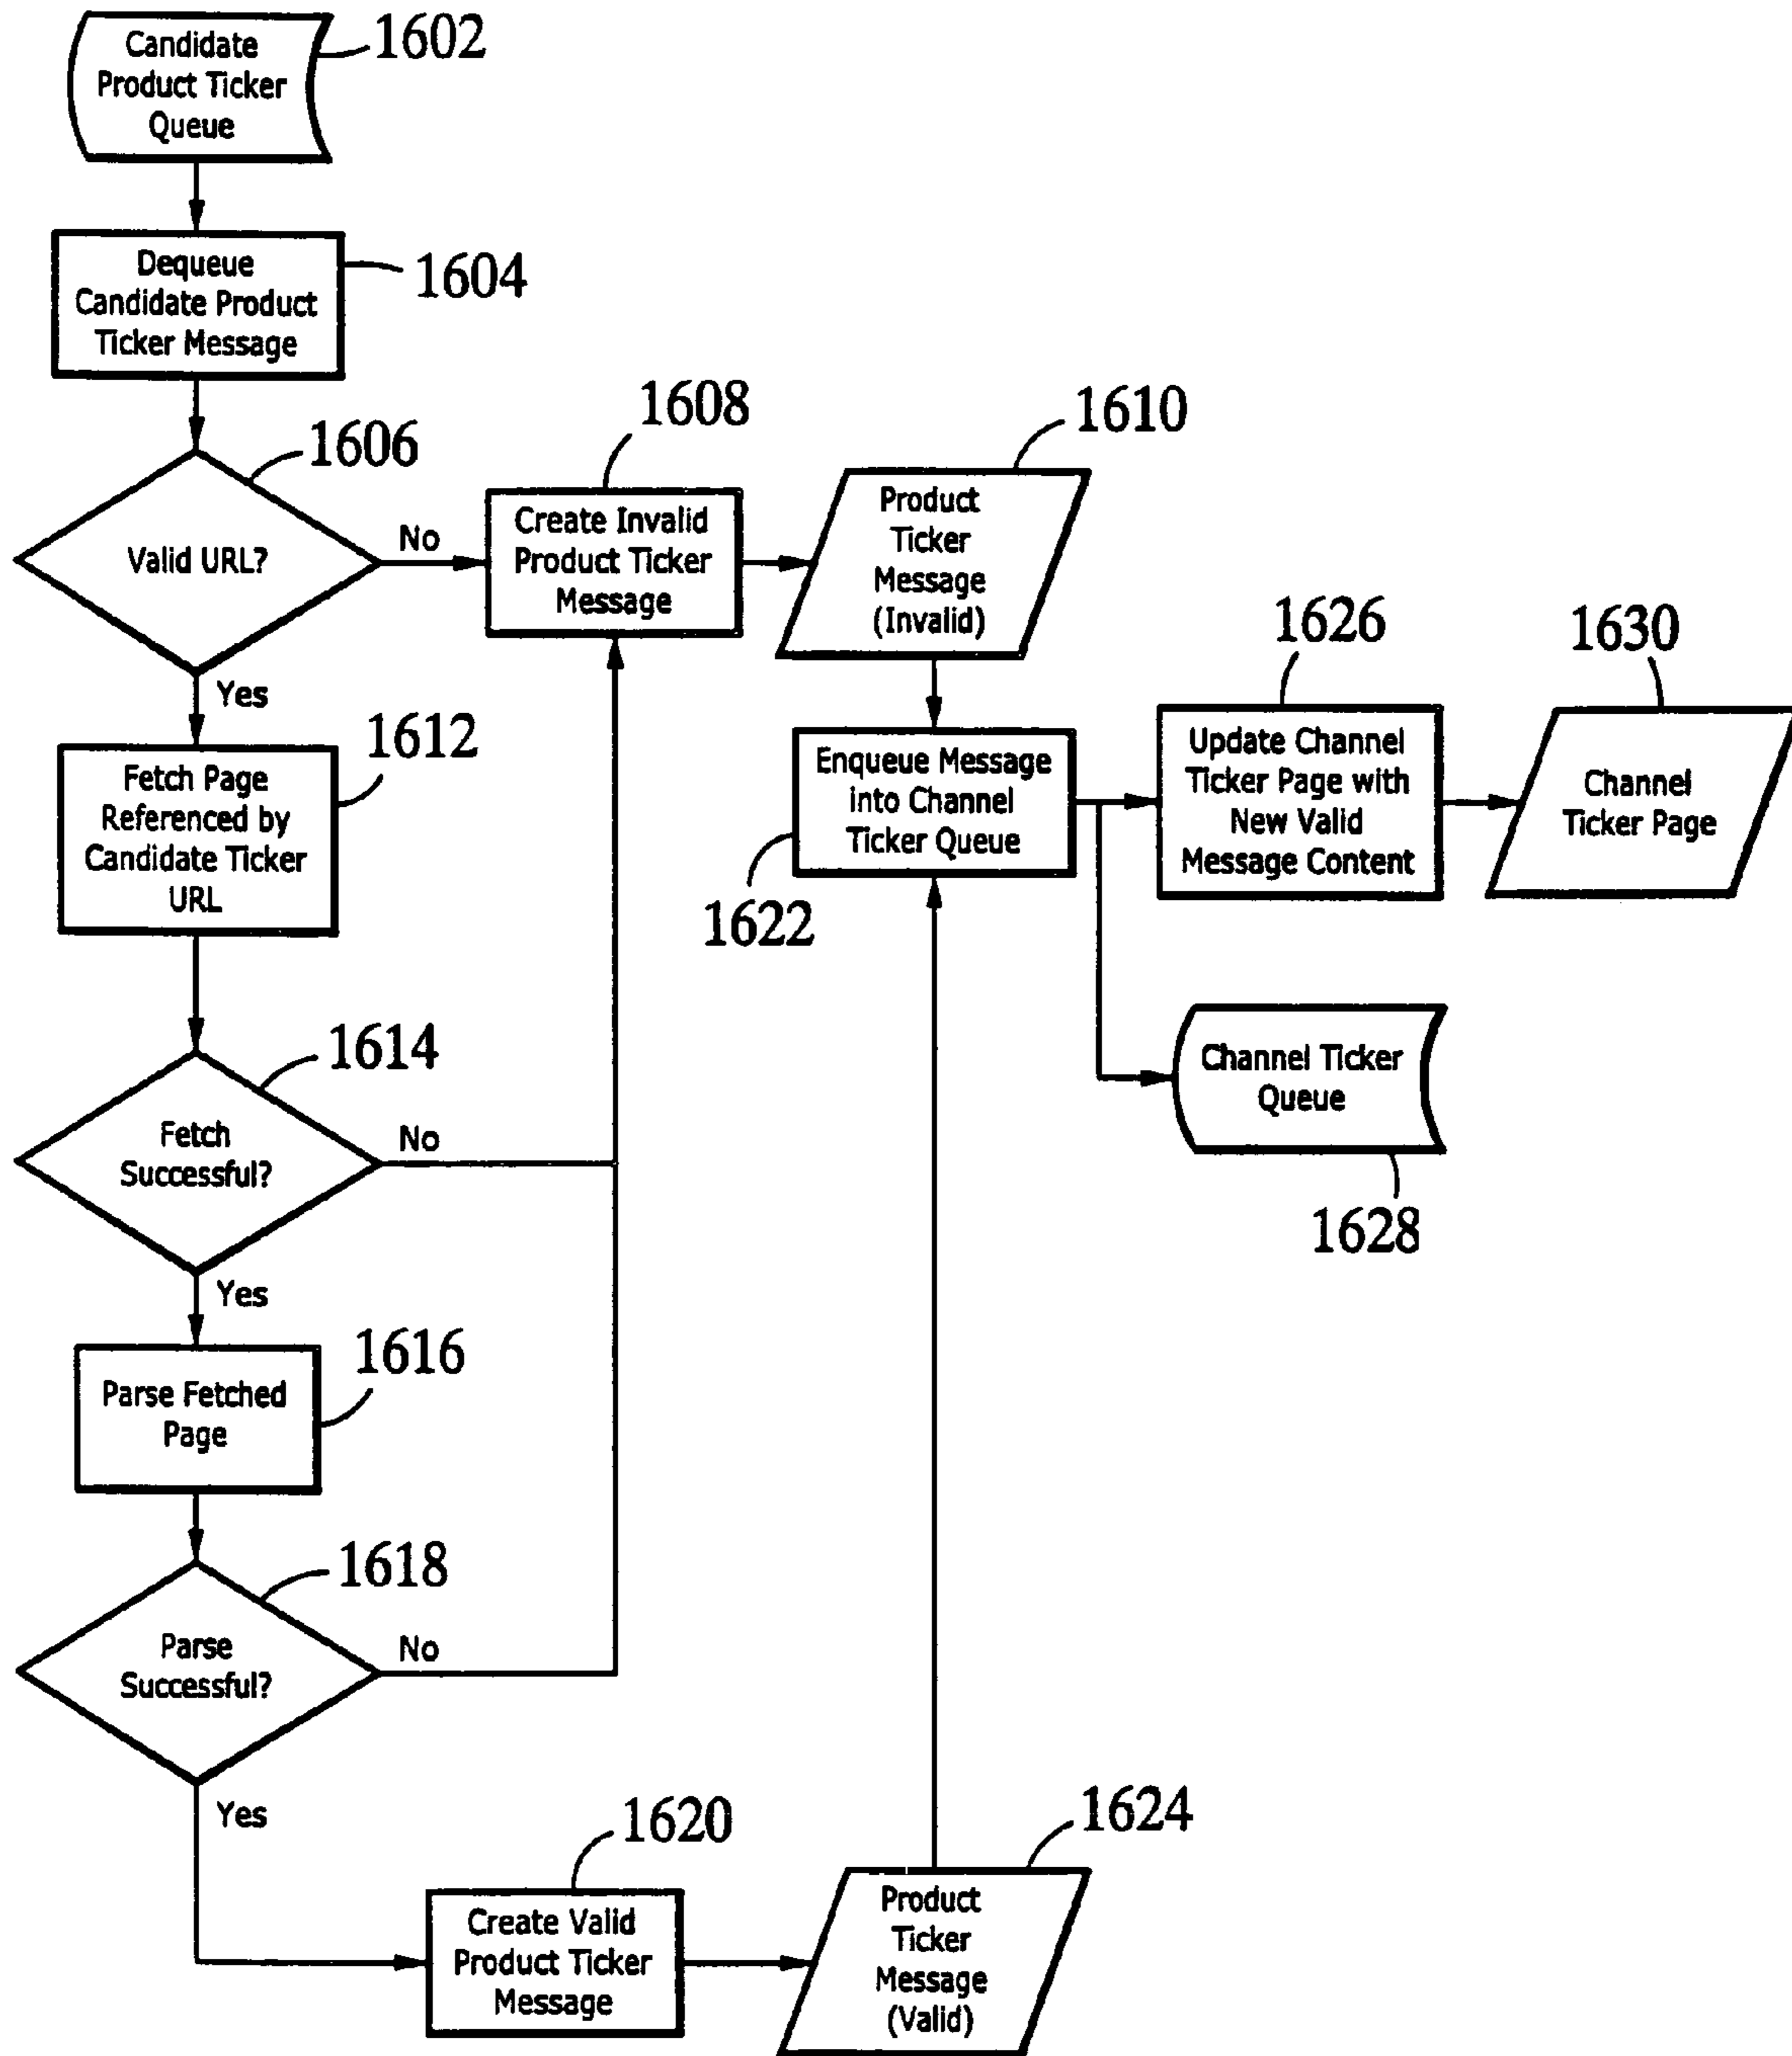 Candidate
Product Ticker
Queue
1602
Dequeue
Candidate Product
Ticker Message
1604
1606
Valid URL?
No
Yes
1608
Create Invalid
Product Ticker
Message
1610
Product
Ticker
Message
(Invalid)
1612
Fetch Page
Referenced by
Candidate Ticker
URL
1614
Fetch
Successful?
No
Yes
1616
Parse Fetched
Page
1618
Parse
Successful?
No
Yes
1620
Create Valid
Product Ticker
Message
1624
Product
Ticker
Message
(Valid)
Enqueue Message
into Channel
Ticker Queue
1622
1626
Update Channel
Ticker Page with
New Valid
Message Content
1630
Channel
Ticker Page
Channel Ticker
Queue
1628